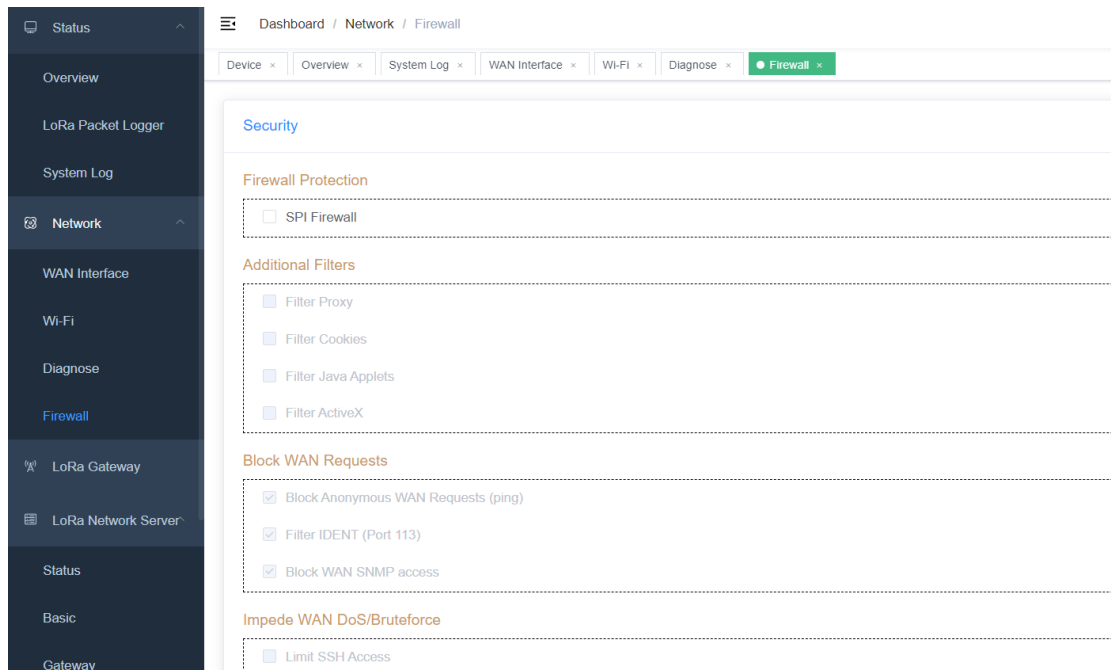 Status
Overview
LoRa Packet Logger
System Log
Network
WAN Interface
Wi-Fi
Diagnose
Firewall
LoRa Gateway
LoRa Network Server
Status
Basic
Gateway
Dashboard / Network / Firewall
Device × Overview × System Log × WAN Interface × Wi-Fi × Diagnose × Firewall ×
Security
Firewall Protection
SPI Firewall
Additional Filters
Filter Proxy
Filter Cookies
Filter Java Applets
Filter ActiveX
Block WAN Requests
Block Anonymous WAN Requests (ping)
Filter IDENT (Port 113)
Block WAN SNMP access
Impede WAN DoS/Bruteforce
Limit SSH Access